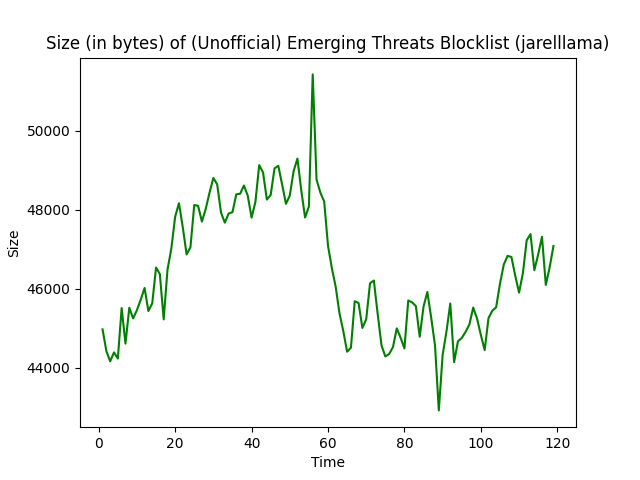 Size (in bytes) of (Unofficial) Emerging Threats Blocklist (jarelllama)
50000
48000
46000
44000
Size
0 20 40 60 80 100 120
Time